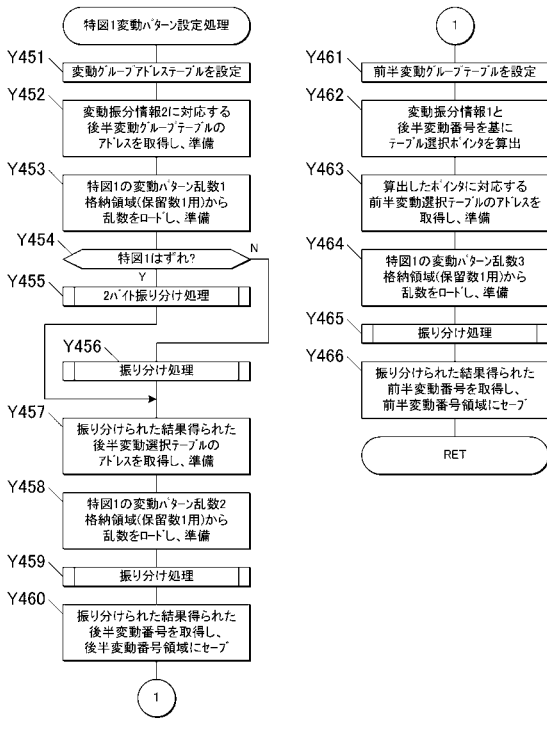 特図1変動パターン設定処理
Y451
変動グループアドレステーブルを設定
Y452
変動振分情報2に対応する
後半変動グループテーブルの
アドレスを取得し、準備
Y453
特図1の変動パターン乱数1
格納領域(保留数1用)から
乱数をロードし、準備
Y454
特図1はずれ?
N
Y
Y455
2バイト振り分け処理
Y456
振り分け処理
Y457
振り分けられた結果得られた
後半変動選択テーブルの
アドレスを取得し、準備
Y458
特図1の変動パターン乱数2
格納領域(保留数1用)から
乱数をロードし、準備
Y459
振り分け処理
Y460
振り分けられた結果得られた
後半変動番号を取得し、
後半変動番号領域にセーブ
1
1
Y461
前半変動グループテーブルを設定
Y462
変動振分情報1と
後半変動番号を基に
テーブル選択ポインタを算出
Y463
算出したポインタに対応する
前半変動選択テーブルのアドレスを
取得し、準備
Y464
特図1の変動パターン乱数3
格納領域(保留数1用)から
乱数をロードし、準備
Y465
振り分け処理
Y466
振り分けられた結果得られた
前半変動番号を取得し、
前半変動番号領域にセーブ
RET